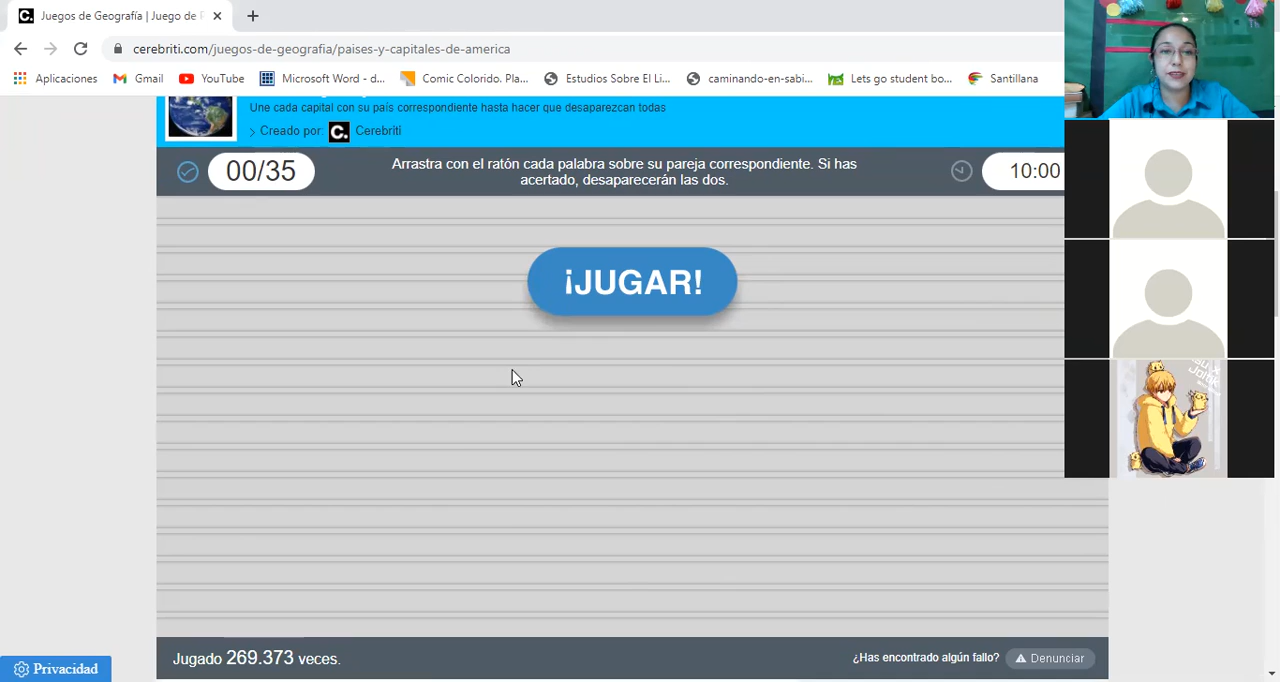 Juegos de Geografía | Juego de
cerebriti.com/juegos-de-geografia/paises-y-capitales-de-america
Aplicaciones Gmail YouTube Microsoft Word - d... Comic Colorido. Pla... Estudios Sobre El Li... caminando-en-sabi... Lets go student bo... Santillana
Une cada capital con su país correspondiente hasta hacer que desaparezcan todas
> Creado por: C. Cerebriti
00/35
Arrastra con el ratón cada palabra sobre su pareja correspondiente. Si has
acertado, desaparecerán las dos.
10:00
¡JUGAR!
Jugado 269.373 veces.
¿Has encontrado algún fallo? Denunciar
Privacidad